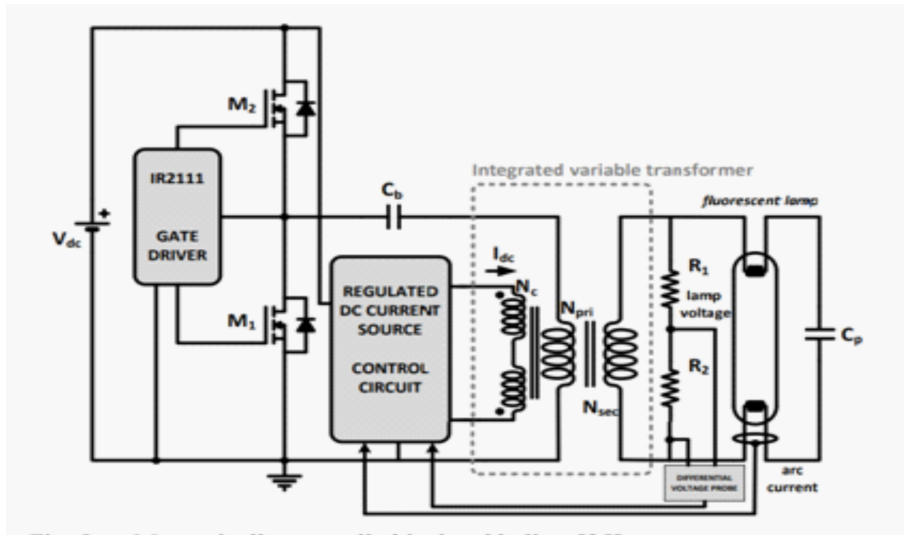 M2
IR2111
GATE
DRIVER
Vdc
+
M1
Cb
Integrated variable transformer
REGULATED
DC CURRENT
SOURCE
CONTROL
CIRCUIT
Idc
Nc
Npri
Nsec
fluorescent lamp
R1
lamp
voltage
R2
Cp
DIFFERENTIAL
VOLTAGE PROBE
arc
current